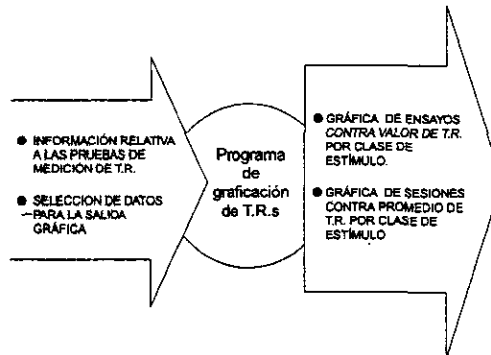 ● INFORMACIÓN RELATIVA
A LAS PRUEBAS DE
MEDICIÓN DE T.R.
● SELECCION DE DATOS
PARA LA SALIDA
GRÁFICA
Programa
de
graficación
de T.R.s
● GRÁFICA DE ENSAYOS
CONTRA VALOR DE T.R.
POR CLASE DE
ESTÍMULO.
● GRÁFICA DE SESIONES
CONTRA PROMEDIO DE
T.R. POR CLASE DE
ESTÍMULO